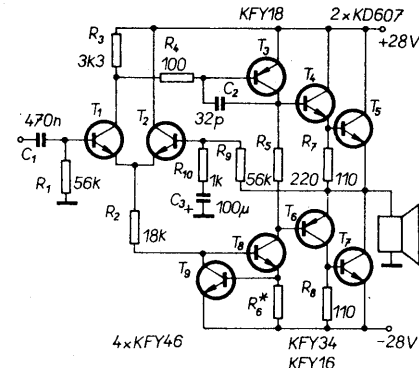 KFY18 2×KD607
R3 3k3
R4 100
T3
+28V
C2 32p
T4
T5
470n
C1
T1
T2
R1 56k
R10 1k
R9 56k
R5 220
R7 110
C3 + 100µ
R2 18k
T6
T8
T7
T9
R6*
R8 110
4×KFY46
KFY34
KFY16
−28V